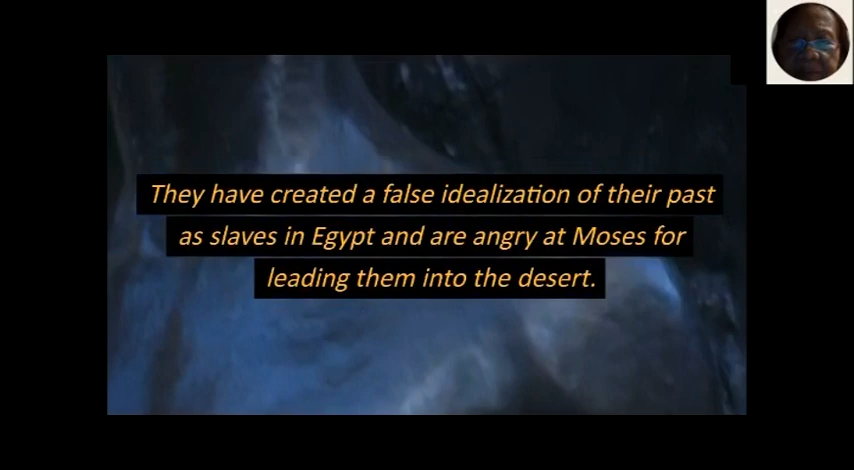 They have created a false idealization of their past
as slaves in Egypt and are angry at Moses for
leading them into the desert.